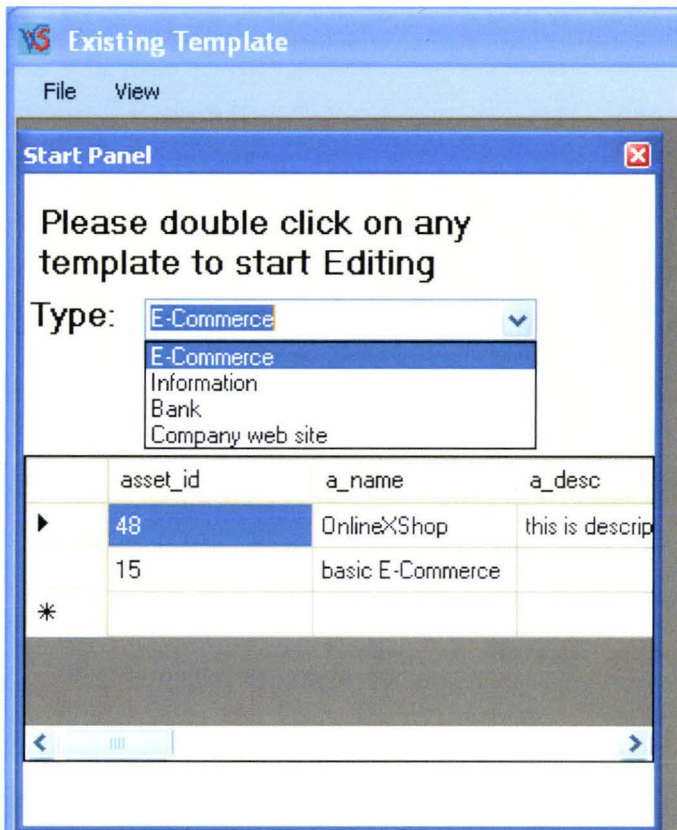 VS Existing Template
File View
Start Panel
Please double click on any
template to start Editing
Type: E-Commerce
E-Commerce
Information
Bank
Company web site
asset_id a_name a_desc
48 OnlineXShop this is descrip
15 basic E-Commerce
*